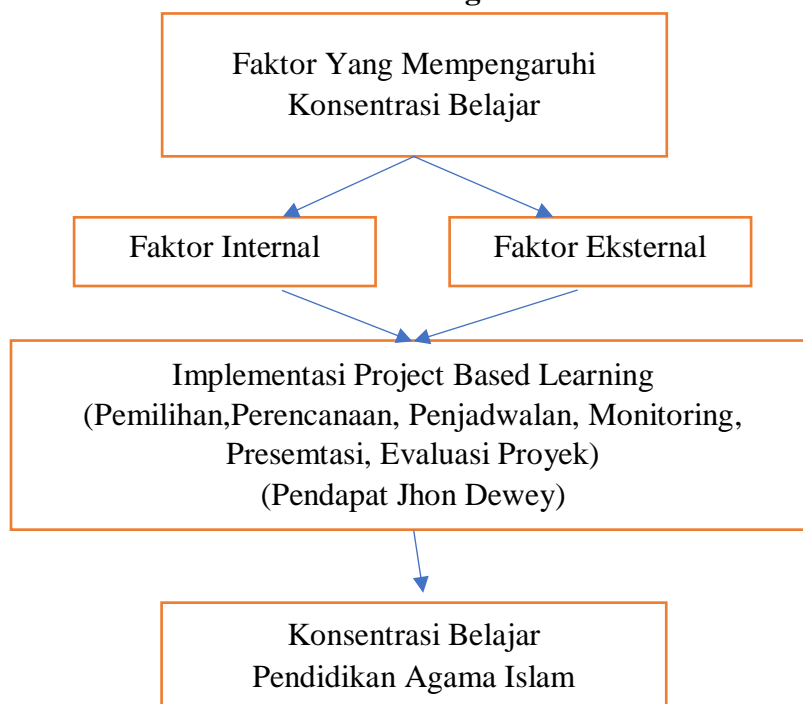 Faktor Yang Mempengaruhi
Konsentrasi Belajar
Faktor Internal
Faktor Eksternal
Implementasi Project Based Learning
(Pemilihan,Perencanaan, Penjadwalan, Monitoring,
Presemtasi, Evaluasi Proyek)
(Pendapat Jhon Dewey)
Konsentrasi Belajar
Pendidikan Agama Islam